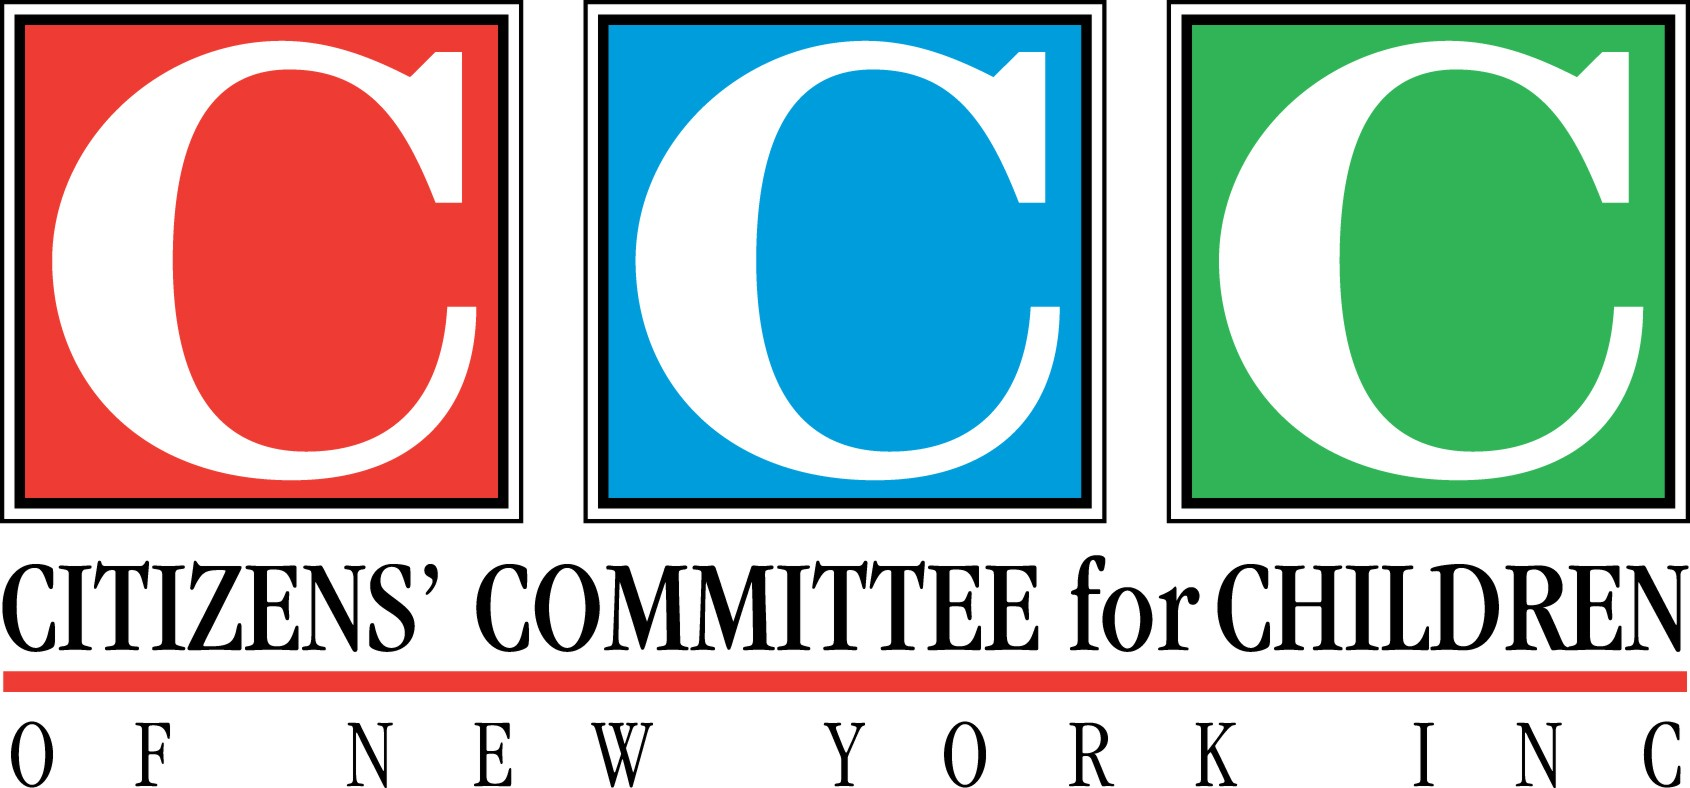 C C C
CITIZENS’ COMMITTEE for CHILDREN
OF NEW YORK INC